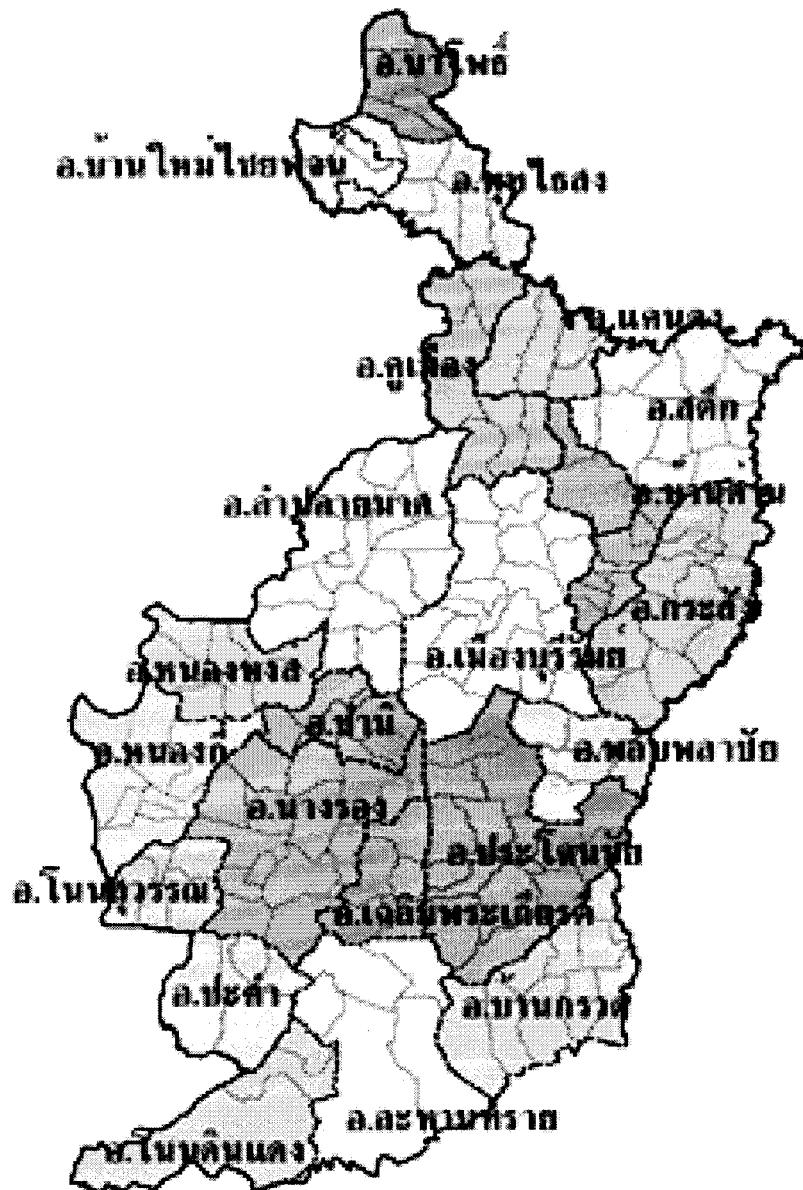 อ.นาโพธิ์
อ.บ้านใหม่ไชยพจน์
อ.พุทไธสง
อ.แคนดง
อ.คูเมือง
อ.สตึก
อ.ลำปลายมาศ
อ.บ้านด่าน
อ.กระสัง
อ.เมืองบุรีรัมย์
อ.หนองหงส์
อ.ชำนิ
อ.หนองกี่
อ.พลับพลาชัย
อ.นางรอง
อ.ประโคนชัย
อ.โนนสุวรรณ
อ.เฉลิมพระเกียรติ
อ.ปะคำ
อ.บ้านกรวด
อ.ละหานทราย
อ.โนนดินแดง